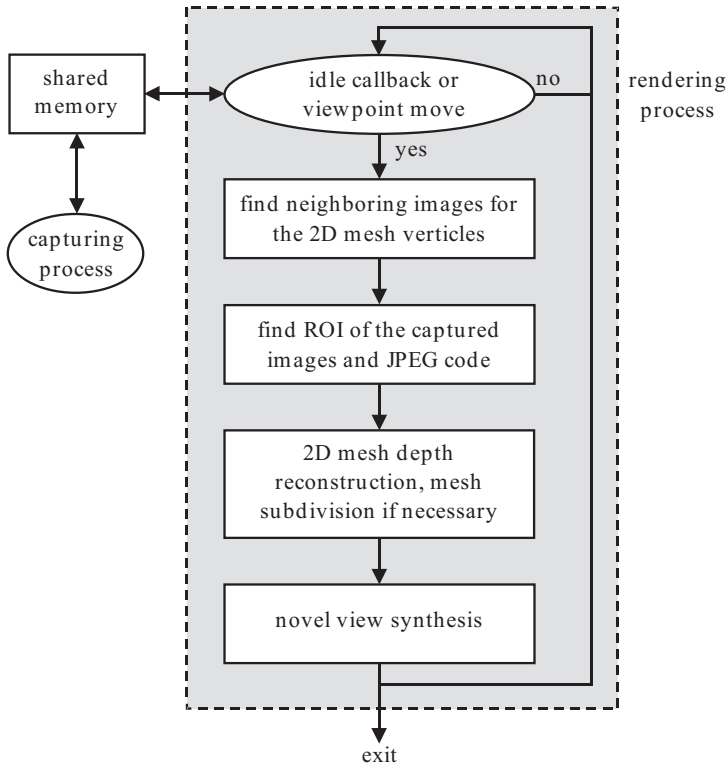 shared
memory
capturing
process
idle callback or
viewpoint move
no
rendering
process
yes
find neighboring images for
the 2D mesh verticles
find ROI of the captured
images and JPEG code
2D mesh depth
reconstruction, mesh
subdivision if necessary
novel view synthesis
exit